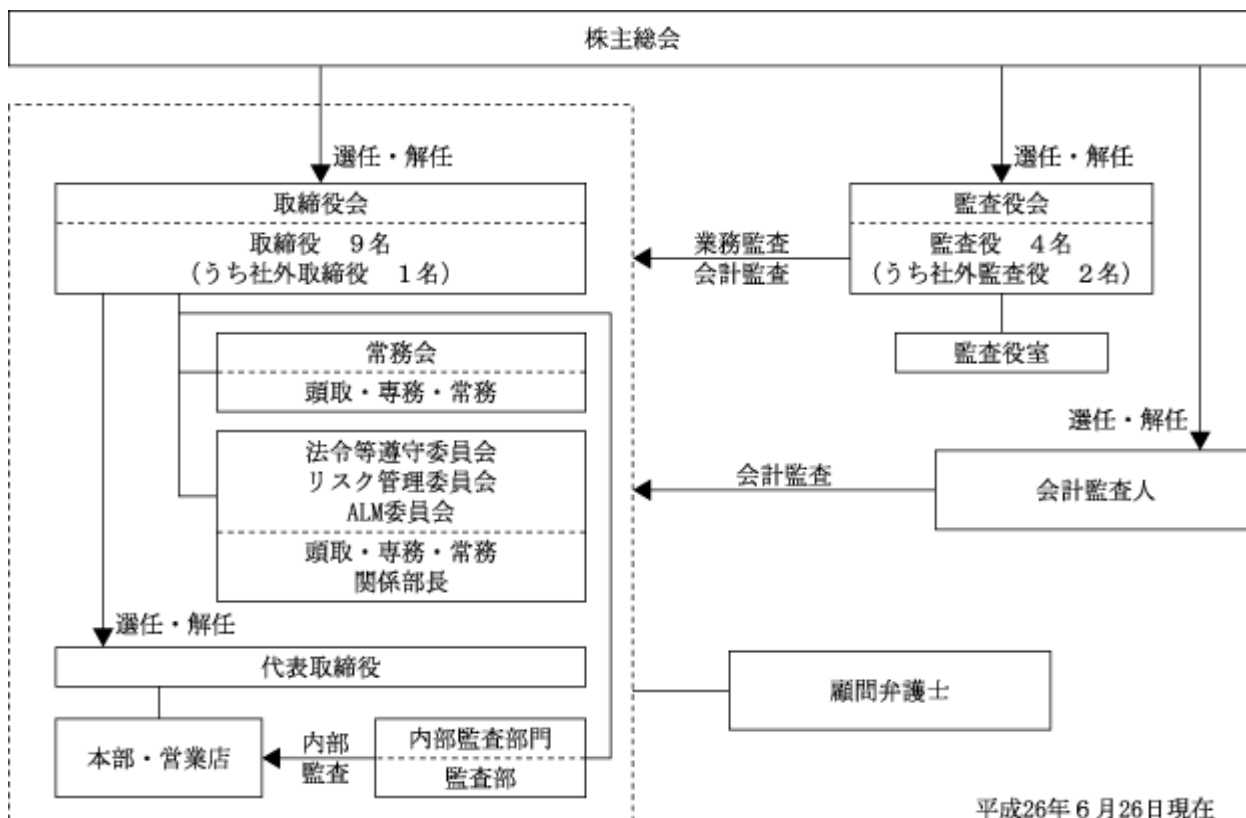 株主総会
選任・解任
選任・解任
取締役会
取締役　9名
(うち社外取締役　1名)
業務監査
会計監査
監査役会
監査役　4名
(うち社外監査役　2名)
監査役室
常務会
頭取・専務・常務
選任・解任
法令等遵守委員会
リスク管理委員会
ALM委員会
頭取・専務・常務
関係部長
会計監査
会計監査人
選任・解任
代表取締役
顧問弁護士
本部・営業店
内部
監査
内部監査部門
監査部
平成26年6月26日現在